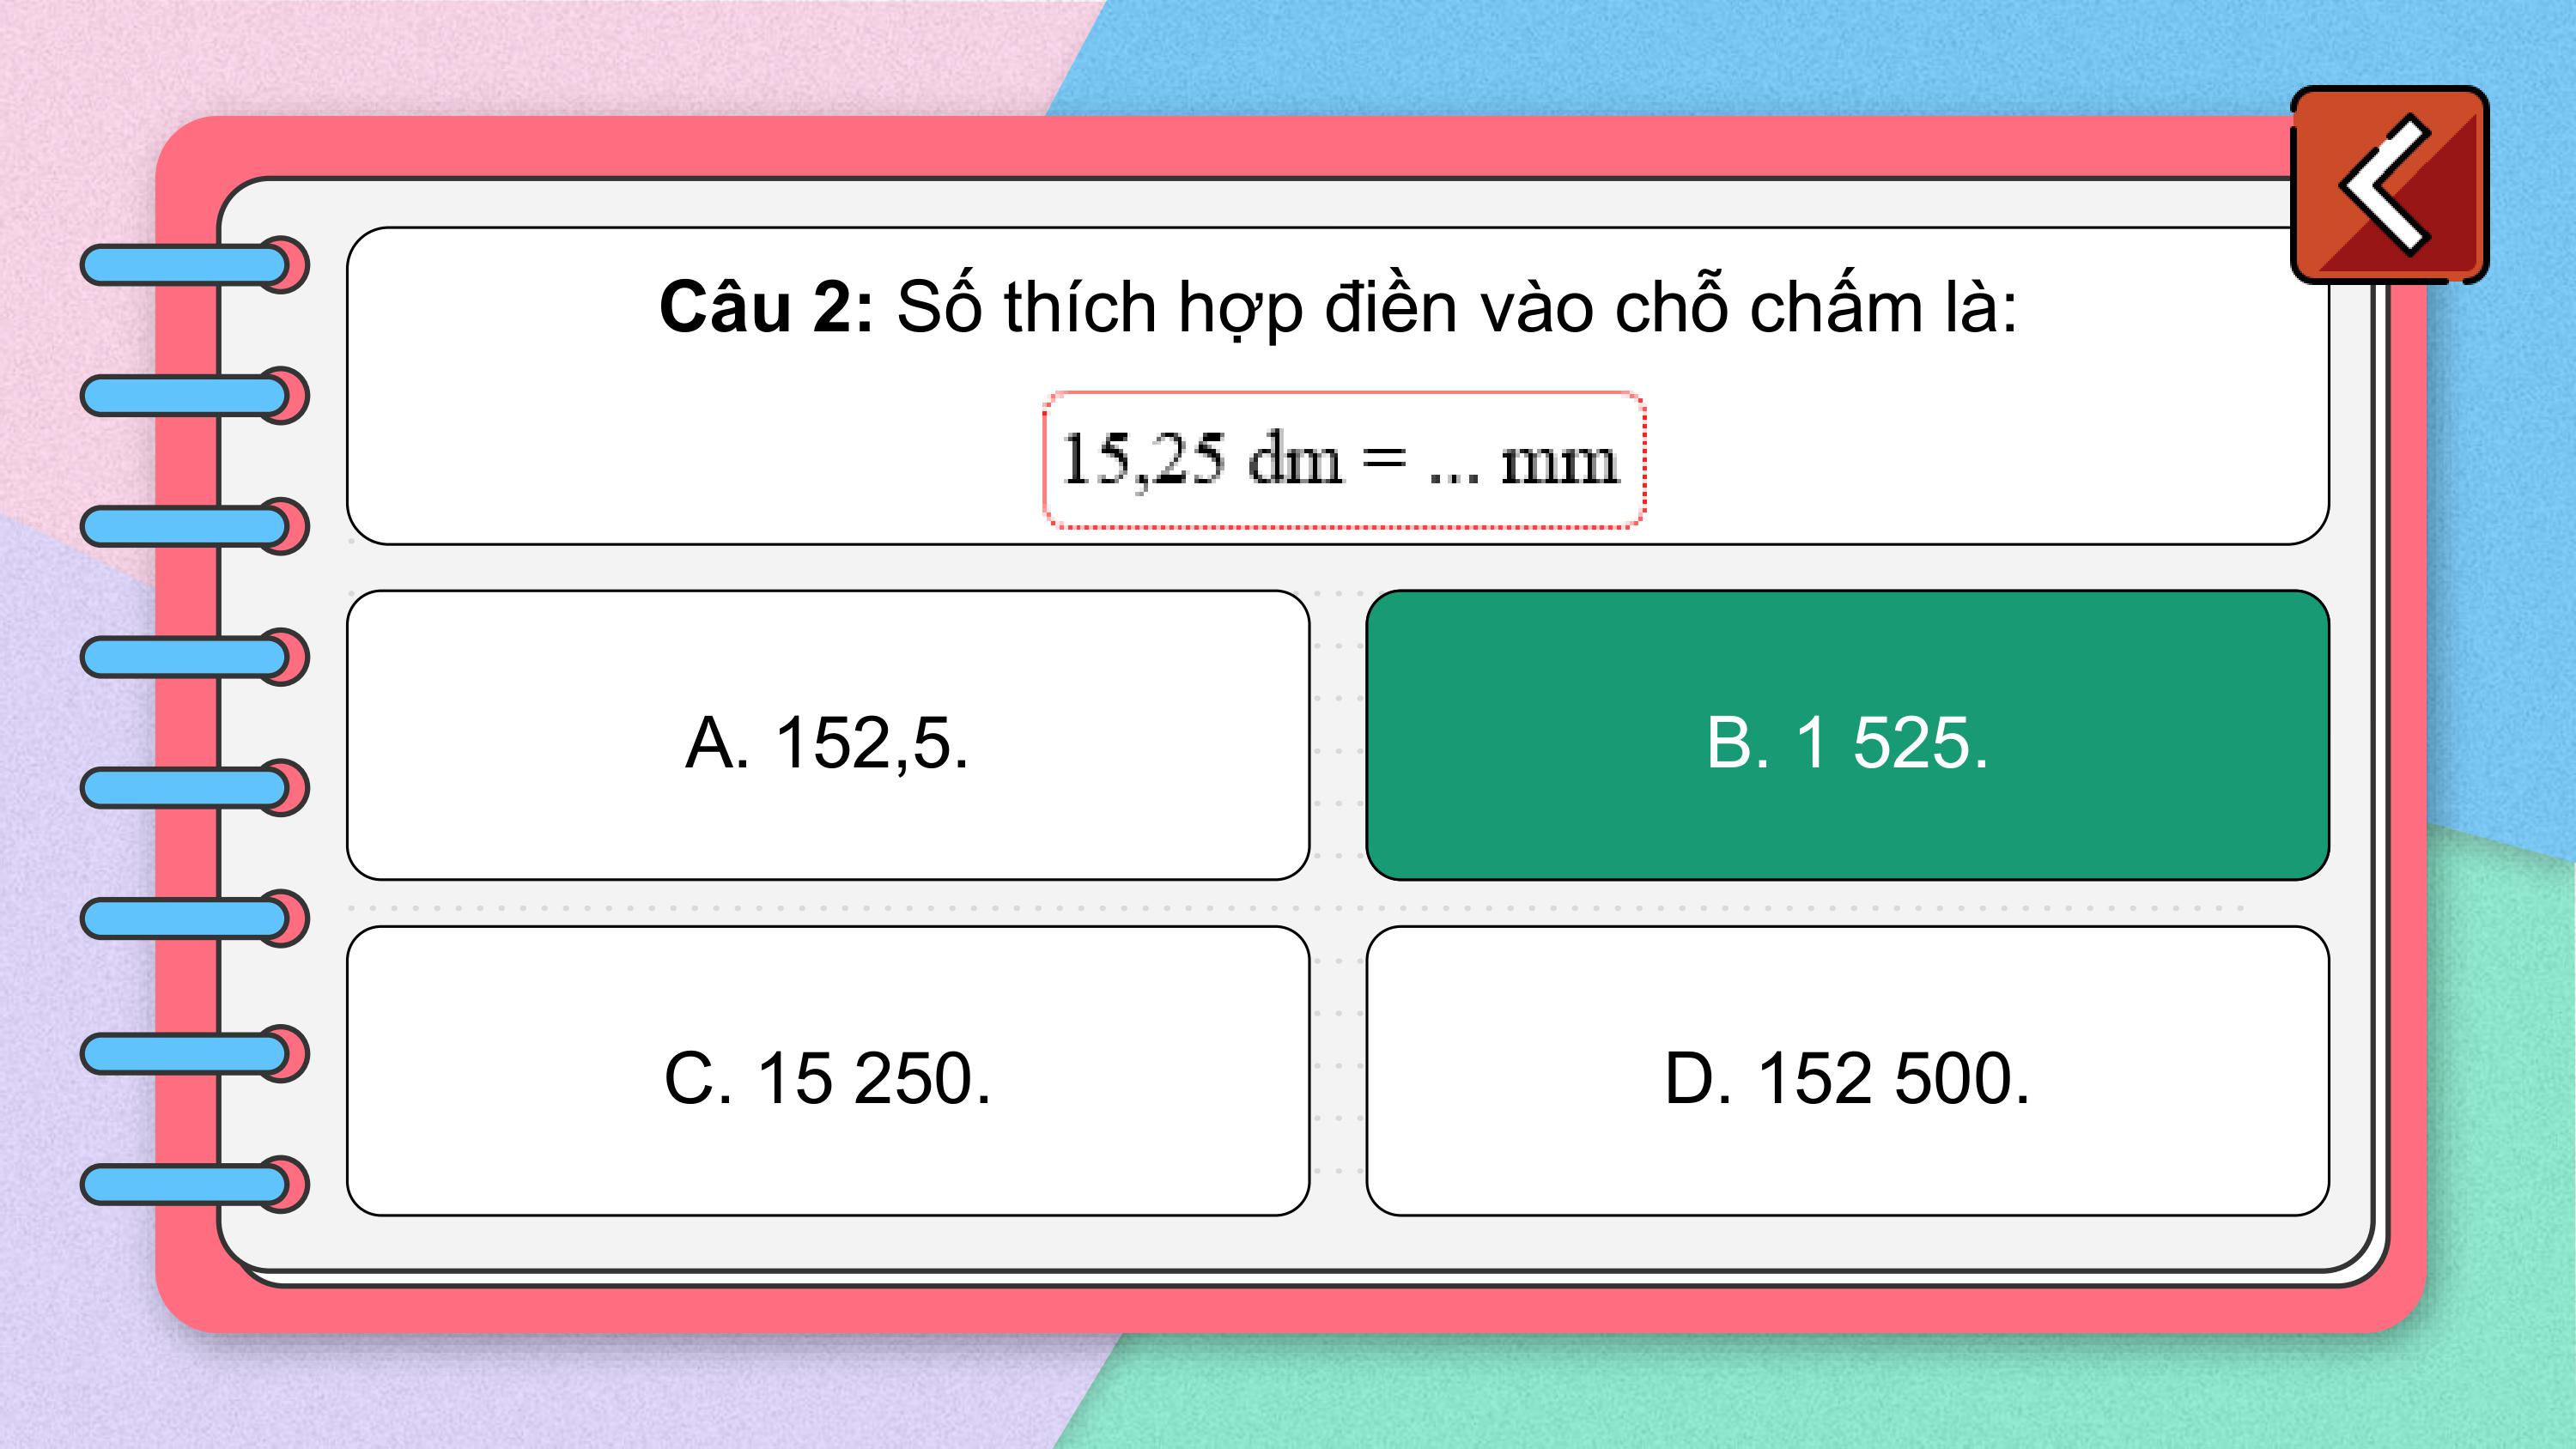 Câu 2: Số thích hợp điền vào chỗ chấm là:
15,25 dm = ... mm
A. 152,5.
B. 1 525.
C. 15 250.
D. 152 500.